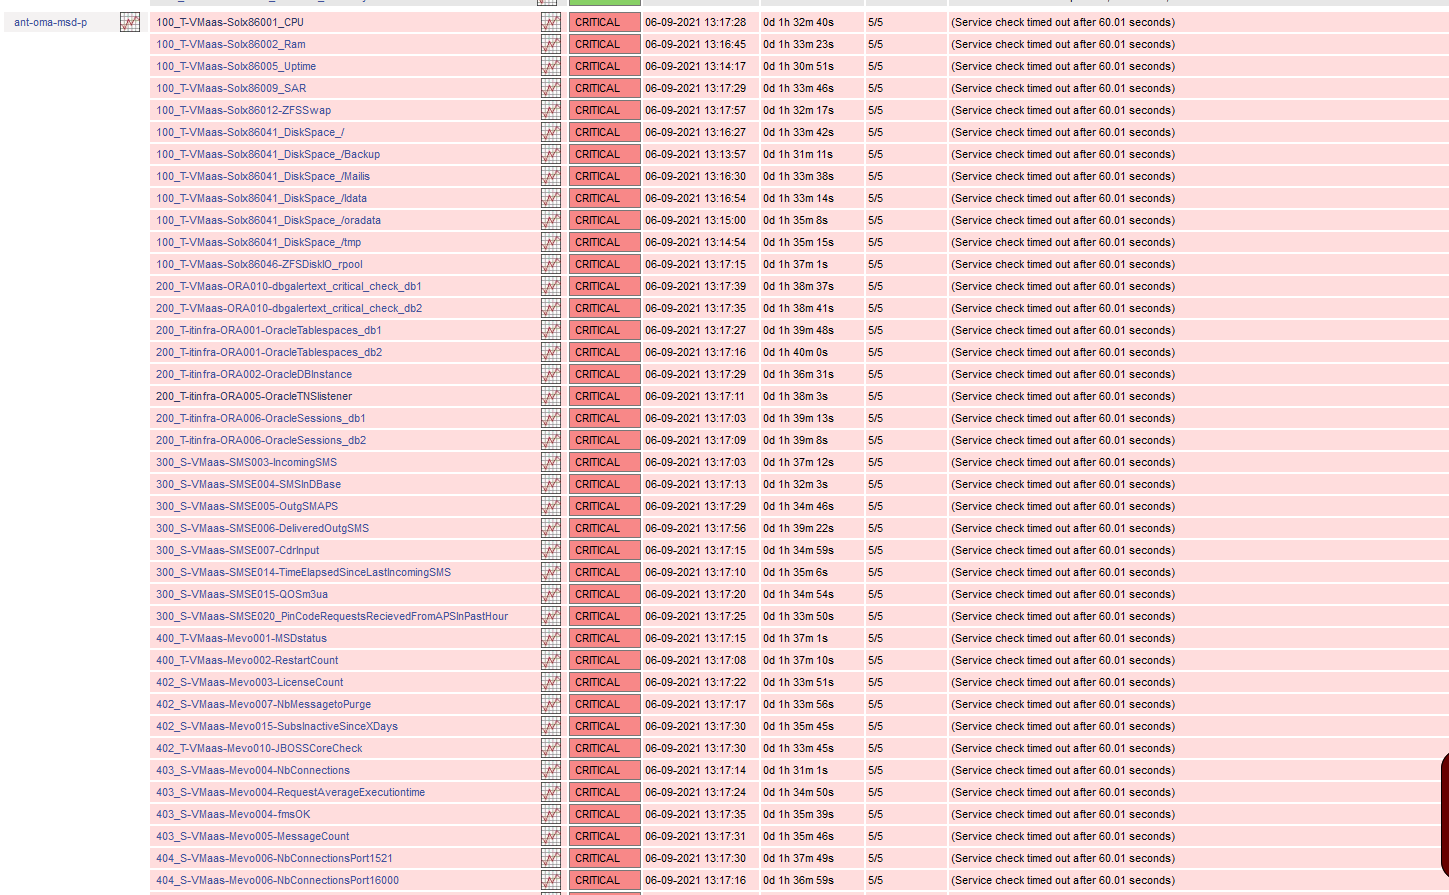 ant-oma-msd-p 100_T-VMaas-Solx86001_CPU CRITICAL 06-09-2021 13:17:28 0d 1h 32m 40s 5/5 (Service check timed out after 60.01 seconds)
100_T-VMaas-Solx86002_Ram CRITICAL 06-09-2021 13:16:45 0d 1h 33m 23s 5/5 (Service check timed out after 60.01 seconds)
100_T-VMaas-Solx86005_Uptime CRITICAL 06-09-2021 13:14:17 0d 1h 30m 51s 5/5 (Service check timed out after 60.01 seconds)
100_T-VMaas-Solx86009_SAR CRITICAL 06-09-2021 13:17:29 0d 1h 33m 46s 5/5 (Service check timed out after 60.01 seconds)
100_T-VMaas-Solx86012-ZFSSwap CRITICAL 06-09-2021 13:17:57 0d 1h 32m 17s 5/5 (Service check timed out after 60.01 seconds)
100_T-VMaas-Solx86041_DiskSpace_/ CRITICAL 06-09-2021 13:16:27 0d 1h 33m 42s 5/5 (Service check timed out after 60.01 seconds)
100_T-VMaas-Solx86041_DiskSpace_/Backup CRITICAL 06-09-2021 13:13:57 0d 1h 31m 11s 5/5 (Service check timed out after 60.01 seconds)
100_T-VMaas-Solx86041_DiskSpace_/Mailis CRITICAL 06-09-2021 13:16:30 0d 1h 33m 38s 5/5 (Service check timed out after 60.01 seconds)
100_T-VMaas-Solx86041_DiskSpace_/ldata CRITICAL 06-09-2021 13:16:54 0d 1h 33m 14s 5/5 (Service check timed out after 60.01 seconds)
100_T-VMaas-Solx86041_DiskSpace_/oradata CRITICAL 06-09-2021 13:15:00 0d 1h 35m 8s 5/5 (Service check timed out after 60.01 seconds)
100_T-VMaas-Solx86041_DiskSpace_/tmp CRITICAL 06-09-2021 13:14:54 0d 1h 35m 15s 5/5 (Service check timed out after 60.01 seconds)
100_T-VMaas-Solx86046-ZFSDiskIO_rpool CRITICAL 06-09-2021 13:17:15 0d 1h 37m 1s 5/5 (Service check timed out after 60.01 seconds)
200_T-VMaas-ORA010-dbgalertext_critical_check_db1 CRITICAL 06-09-2021 13:17:39 0d 1h 38m 37s 5/5 (Service check timed out after 60.01 seconds)
200_T-VMaas-ORA010-dbgalertext_critical_check_db2 CRITICAL 06-09-2021 13:17:35 0d 1h 38m 41s 5/5 (Service check timed out after 60.01 seconds)
200_T-itinfra-ORA001-OracleTablespaces_db1 CRITICAL 06-09-2021 13:17:27 0d 1h 39m 48s 5/5 (Service check timed out after 60.01 seconds)
200_T-itinfra-ORA001-OracleTablespaces_db2 CRITICAL 06-09-2021 13:17:16 0d 1h 40m 0s 5/5 (Service check timed out after 60.01 seconds)
200_T-itinfra-ORA002-OracleDBInstance CRITICAL 06-09-2021 13:17:29 0d 1h 36m 31s 5/5 (Service check timed out after 60.01 seconds)
200_T-itinfra-ORA005-OracleTNSlistener CRITICAL 06-09-2021 13:17:11 0d 1h 38m 3s 5/5 (Service check timed out after 60.01 seconds)
200_T-itinfra-ORA006-OracleSessions_db1 CRITICAL 06-09-2021 13:17:03 0d 1h 39m 13s 5/5 (Service check timed out after 60.01 seconds)
200_T-itinfra-ORA006-OracleSessions_db2 CRITICAL 06-09-2021 13:17:09 0d 1h 39m 8s 5/5 (Service check timed out after 60.01 seconds)
300_S-VMaas-SMS003-IncomingSMS CRITICAL 06-09-2021 13:17:03 0d 1h 37m 12s 5/5 (Service check timed out after 60.01 seconds)
300_S-VMaas-SMSE004-SMSInDBase CRITICAL 06-09-2021 13:17:13 0d 1h 32m 3s 5/5 (Service check timed out after 60.01 seconds)
300_S-VMaas-SMSE005-OutgSMAPS CRITICAL 06-09-2021 13:17:29 0d 1h 34m 46s 5/5 (Service check timed out after 60.01 seconds)
300_S-VMaas-SMSE006-DeliveredOutgSMS CRITICAL 06-09-2021 13:17:56 0d 1h 39m 22s 5/5 (Service check timed out after 60.01 seconds)
300_S-VMaas-SMSE007-CdrInput CRITICAL 06-09-2021 13:17:15 0d 1h 34m 59s 5/5 (Service check timed out after 60.01 seconds)
300_S-VMaas-SMSE014-TimeElapsedSinceLastIncomingSMS CRITICAL 06-09-2021 13:17:10 0d 1h 35m 6s 5/5 (Service check timed out after 60.01 seconds)
300_S-VMaas-SMSE015-QOSm3ua CRITICAL 06-09-2021 13:17:20 0d 1h 34m 54s 5/5 (Service check timed out after 60.01 seconds)
300_S-VMaas-SMSE020_PinCodeRequestsRecievedFromAPSInPastHour CRITICAL 06-09-2021 13:17:25 0d 1h 33m 50s 5/5 (Service check timed out after 60.01 seconds)
400_T-VMaas-Mevo001-MSDstatus CRITICAL 06-09-2021 13:17:15 0d 1h 37m 1s 5/5 (Service check timed out after 60.01 seconds)
400_T-VMaas-Mevo002-RestartCount CRITICAL 06-09-2021 13:17:08 0d 1h 37m 10s 5/5 (Service check timed out after 60.01 seconds)
402_S-VMaas-Mevo003-LicenseCount CRITICAL 06-09-2021 13:17:22 0d 1h 33m 51s 5/5 (Service check timed out after 60.01 seconds)
402_S-VMaas-Mevo007-NbMessagetoPurge CRITICAL 06-09-2021 13:17:17 0d 1h 33m 56s 5/5 (Service check timed out after 60.01 seconds)
402_S-VMaas-Mevo015-SubsInactiveSinceXDays CRITICAL 06-09-2021 13:17:30 0d 1h 35m 45s 5/5 (Service check timed out after 60.01 seconds)
402_T-VMaas-Mevo010-JBOSSCoreCheck CRITICAL 06-09-2021 13:17:30 0d 1h 33m 45s 5/5 (Service check timed out after 60.01 seconds)
403_S-VMaas-Mevo004-NbConnections CRITICAL 06-09-2021 13:17:14 0d 1h 31m 1s 5/5 (Service check timed out after 60.01 seconds)
403_S-VMaas-Mevo004-RequestAverageExecutiontime CRITICAL 06-09-2021 13:17:24 0d 1h 34m 50s 5/5 (Service check timed out after 60.01 seconds)
403_S-VMaas-Mevo004-fmsOK CRITICAL 06-09-2021 13:17:35 0d 1h 35m 39s 5/5 (Service check timed out after 60.01 seconds)
403_S-VMaas-Mevo005-MessageCount CRITICAL 06-09-2021 13:17:31 0d 1h 35m 46s 5/5 (Service check timed out after 60.01 seconds)
404_S-VMaas-Mevo006-NbConnectionsPort1521 CRITICAL 06-09-2021 13:17:30 0d 1h 37m 49s 5/5 (Service check timed out after 60.01 seconds)
404_S-VMaas-Mevo006-NbConnectionsPort16000 CRITICAL 06-09-2021 13:17:16 0d 1h 36m 59s 5/5 (Service check timed out after 60.01 seconds)